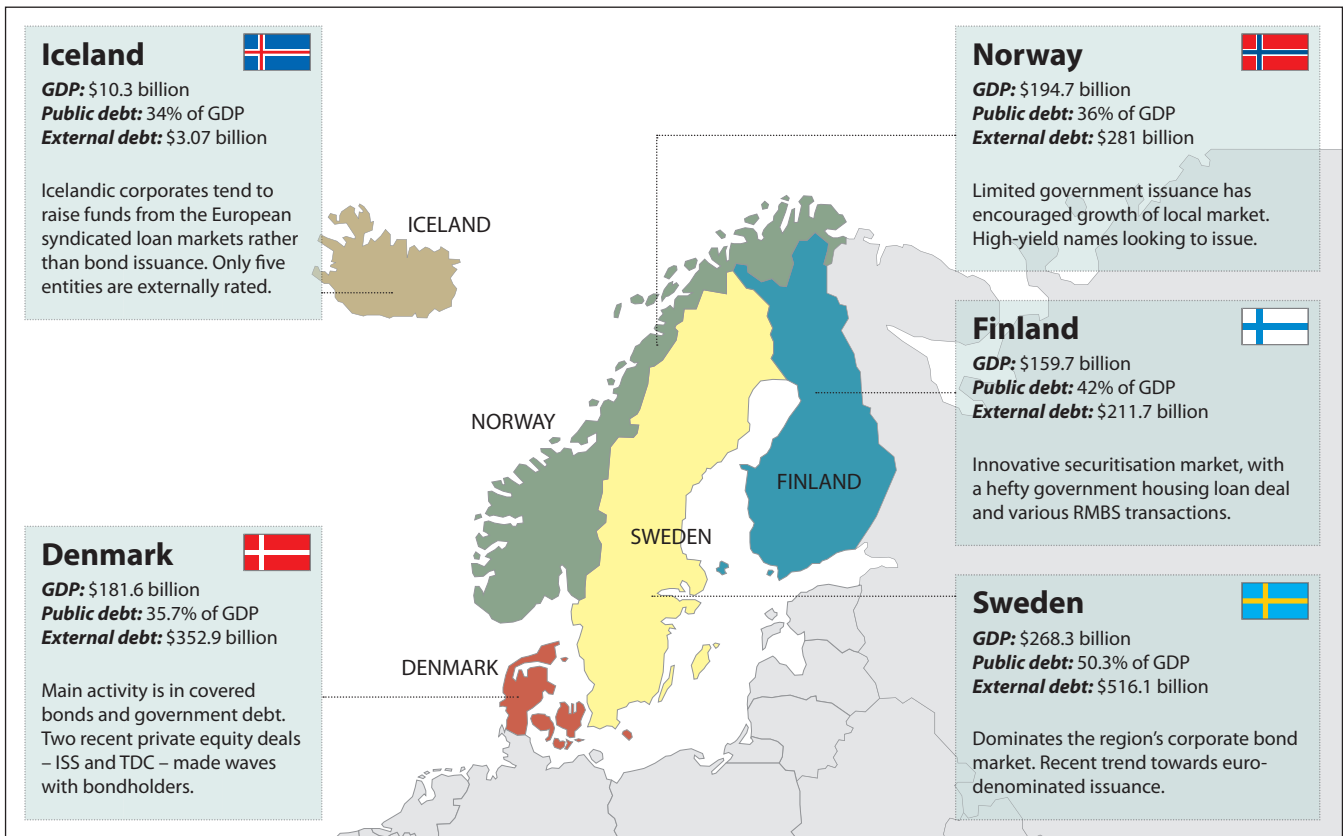 Iceland
GDP: $10.3 billion
Public debt: 34% of GDP
External debt: $3.07 billion
Icelandic corporates tend to
raise funds from the European
syndicated loan markets rather
than bond issuance. Only five
entities are externally rated.
Norway
GDP: $194.7 billion
Public debt: 36% of GDP
External debt: $281 billion
Limited government issuance has
encouraged growth of local market.
High-yield names looking to issue.
ICELAND
Finland
GDP: $159.7 billion
Public debt: 42% of GDP
External debt: $211.7 billion
Innovative securitisation market, with
a hefty government housing loan deal
and various RMBS transactions.
NORWAY
FINLAND
SWEDEN
Denmark
GDP: $181.6 billion
Public debt: 35.7% of GDP
External debt: $352.9 billion
Main activity is in covered
bonds and government debt.
Two recent private equity deals
– ISS and TDC – made waves
with bondholders.
DENMARK
Sweden
GDP: $268.3 billion
Public debt: 50.3% of GDP
External debt: $516.1 billion
Dominates the region's corporate bond
market. Recent trend towards euro-
denominated issuance.